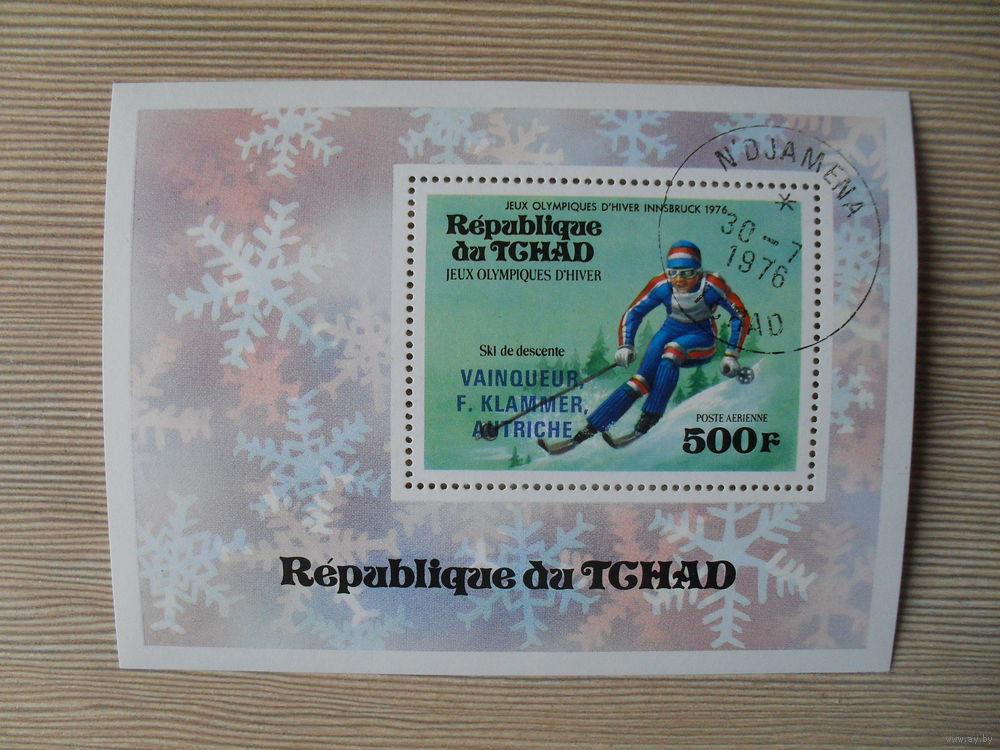 JEUX OLYMPIQUES D'HIVER INNSBRUCK 1976
République
du TCHAD
JEUX OLYMPIQUES D'HIVER
Ski de descente
VAINQUEUR,
F. KLAMMER,
AUTRICHE
POSTE AERIENNE
500F
N'DJAMENA
*
30-7
1976
République du TCHAD
www.ay.by